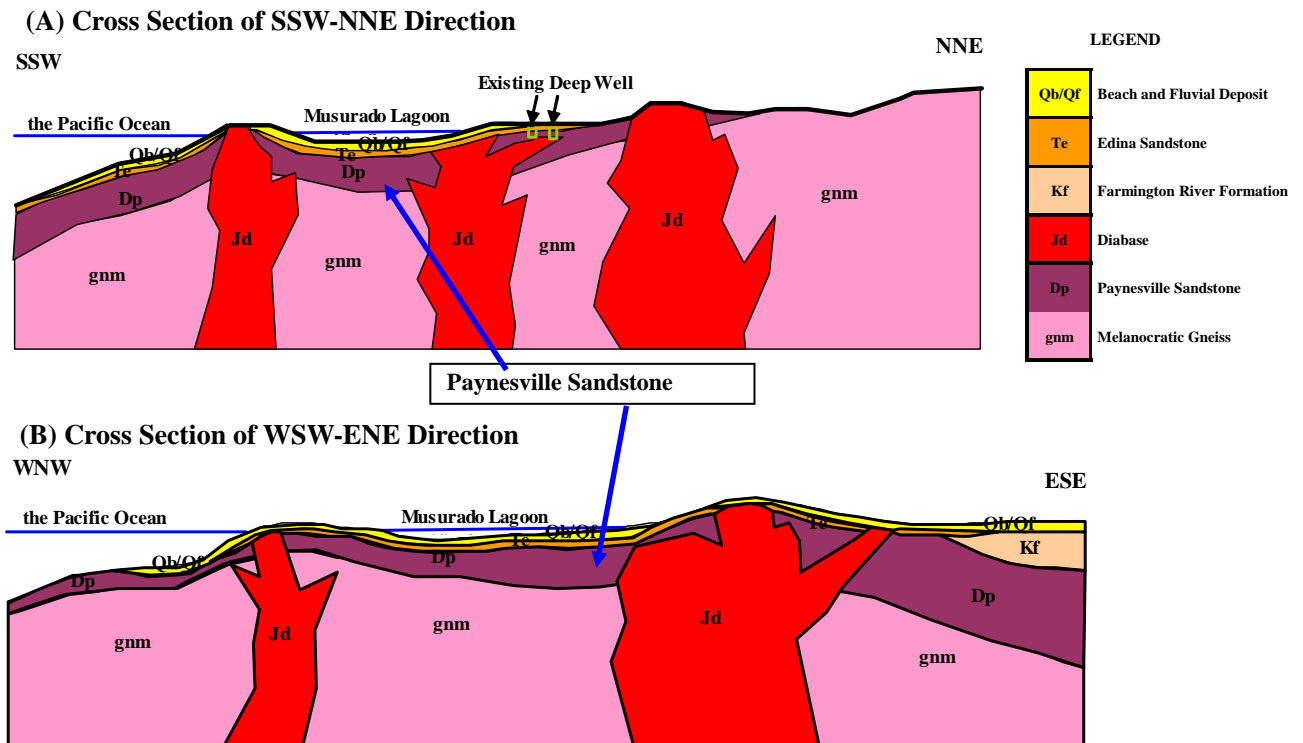 (A) Cross Section of SSW-NNE Direction
SSW
NNE
LEGEND
Existing Deep Well
the Pacific Ocean
Musurado Lagoon
Qb/Qf
Te
Dp
gnm
Jd
Qb/Qf
Te
Dp
gnm
Jd
gnm
Jd
gnm
Qb/Qf Beach and Fluvial Deposit
Te Edina Sandstone
Kf Farmington River Formation
Jd Diabase
Dp Paynesville Sandstone
gnm Melanocratic Gneiss
Paynesville Sandstone
(B) Cross Section of WSW-ENE Direction
WNW
ESE
the Pacific Ocean
Musurado Lagoon
Dp
Qb/Qf
gnm
Jd
Qb/Qf
Te
Dp
gnm
Jd
Te
Qb/Qf
Kf
Dp
gnm